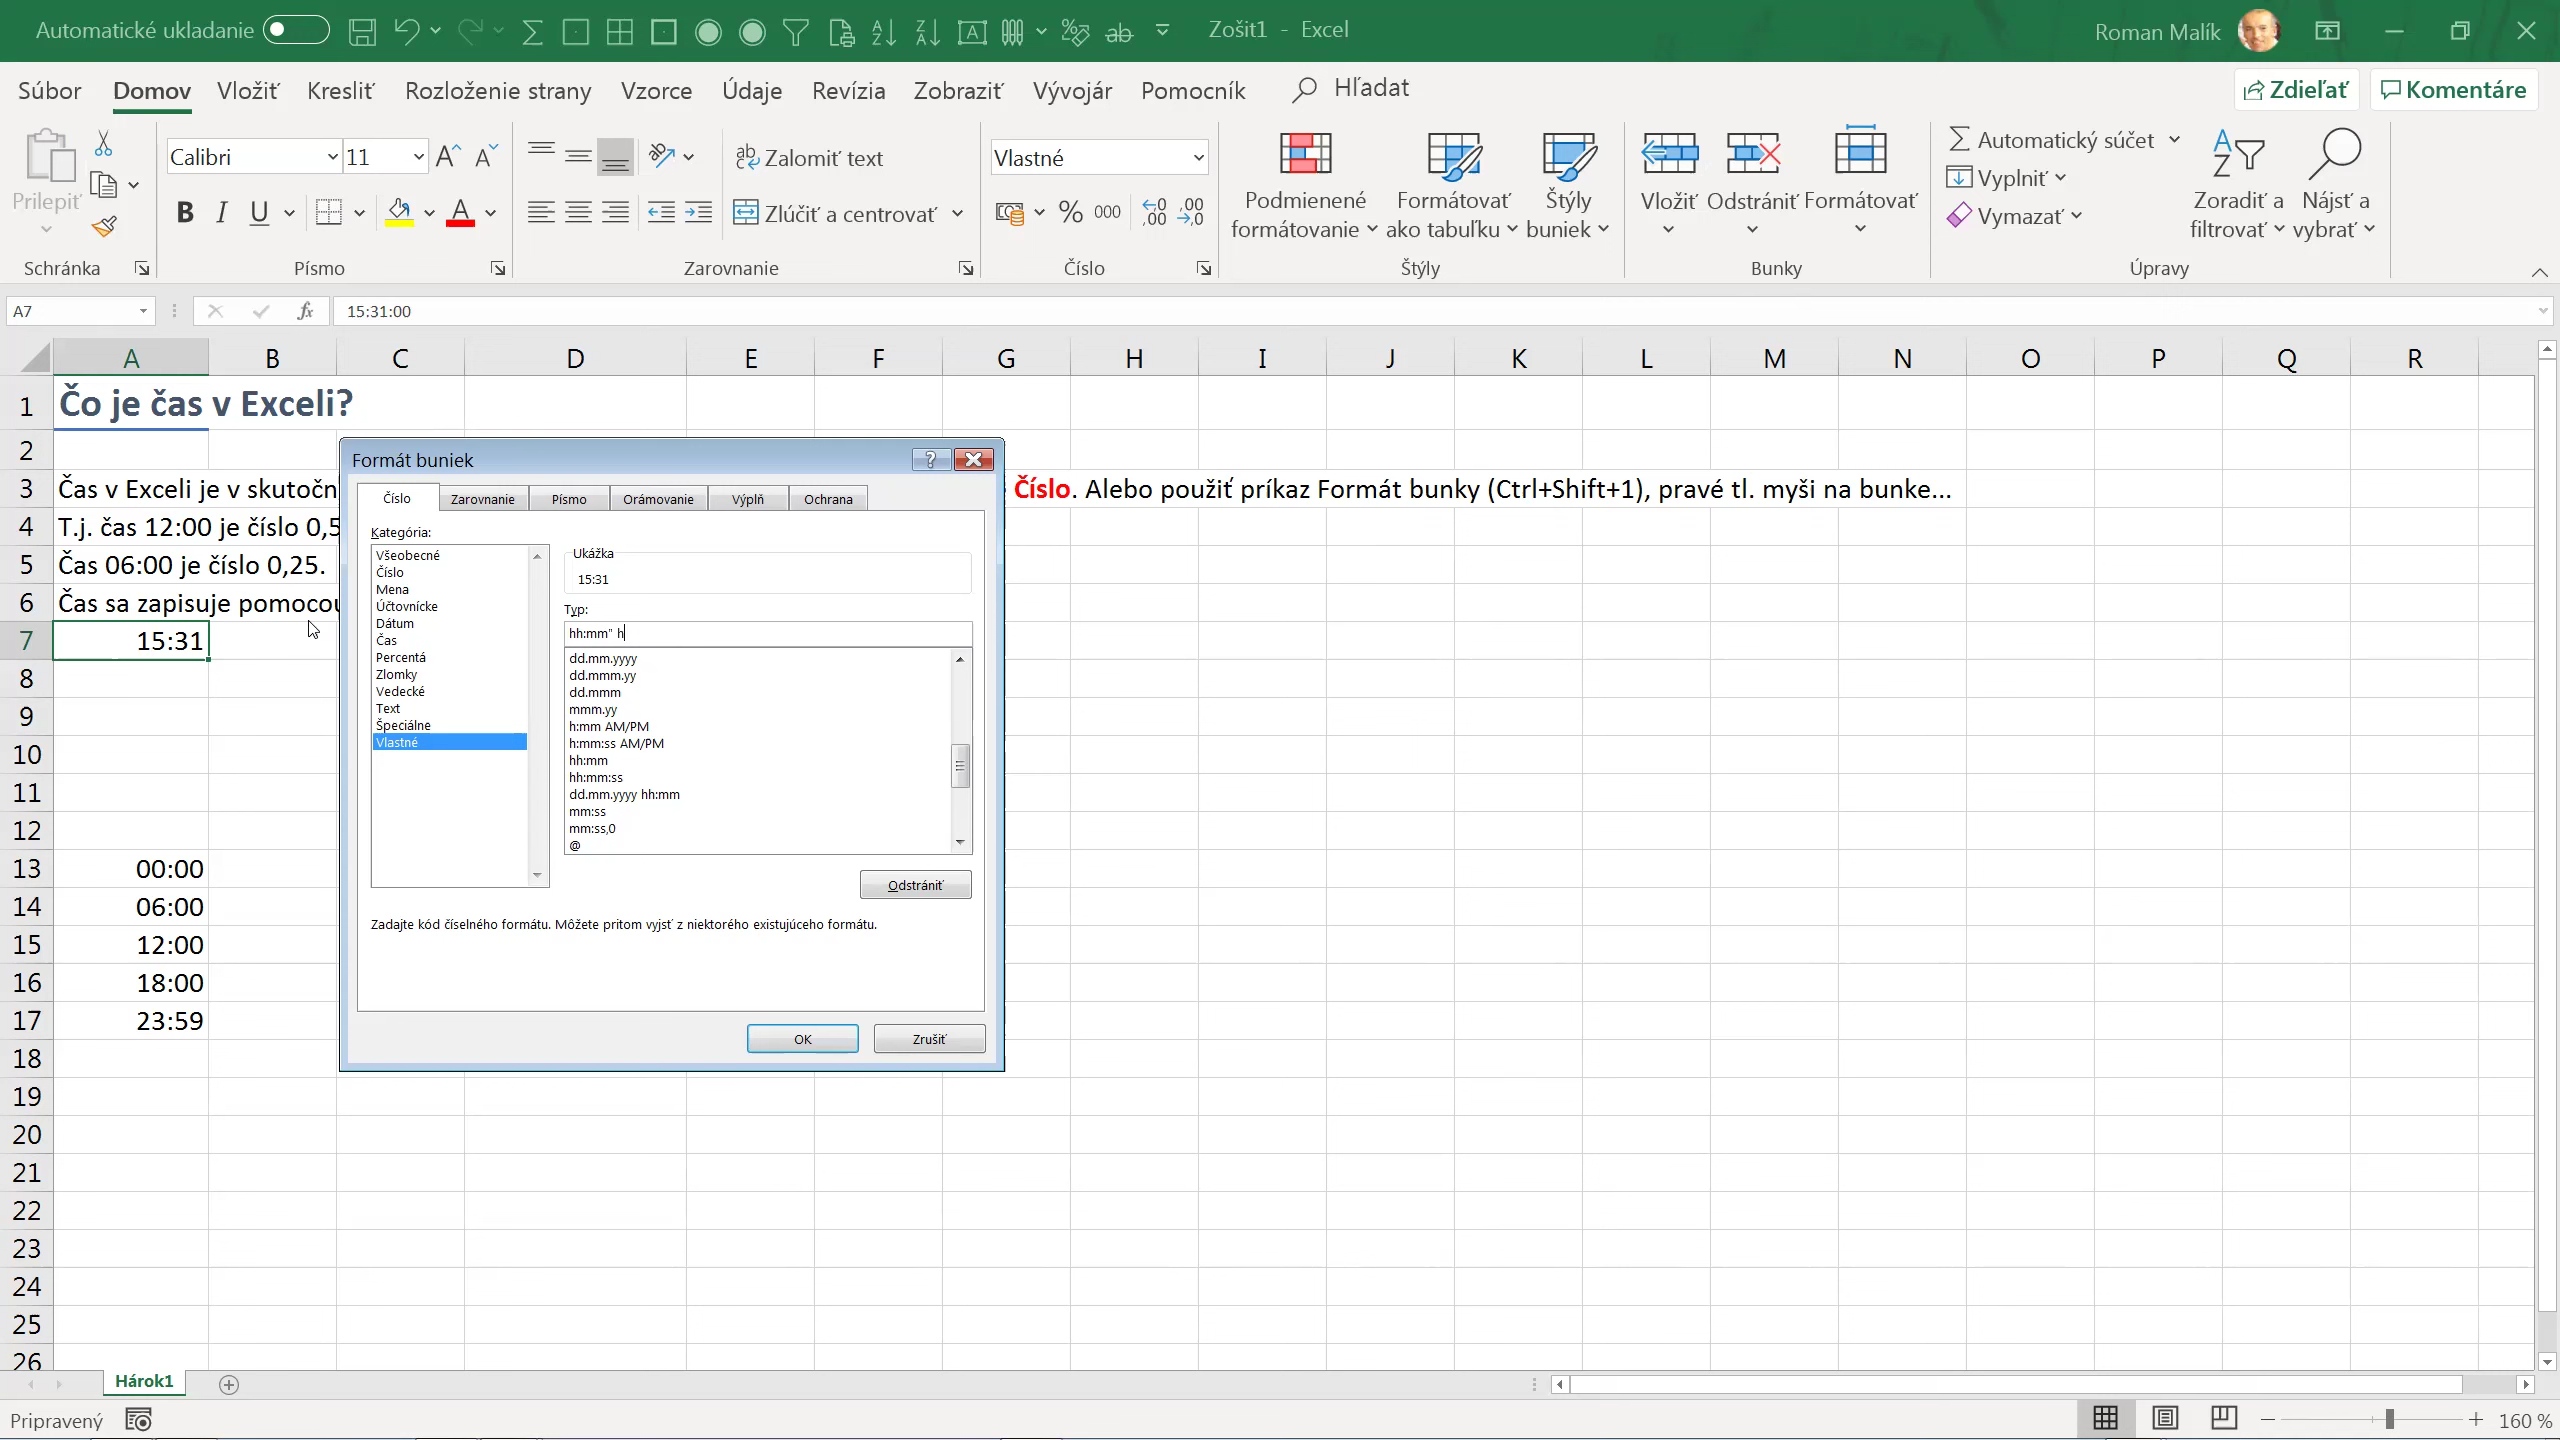 Automatické ukladanie
Zošit1 - Excel
Roman Malík
Súbor Domov Vložiť Kresliť Rozloženie strany Vzorce Údaje Revízia Zobraziť Vývojár Pomocník Hľadať
Zdieľať Komentáre
Prilepiť
Calibri 11
Zalomiť text
Zlúčiť a centrovať
Vlastné
Podmienené formátovanie
Formátovať ako tabuľku
Štýly buniek
Vložiť Odstrániť Formátovať
Automatický súčet
Vyplniť
Vymazať
Zoradiť a filtrovať
Nájsť a vybrať
Schránka Písmo Zarovnanie Číslo Štýly Bunky Úpravy
A7 fx 15:31:00
A B C D E F G H I J K L M N O P Q R
1 Čo je čas v Exceli?
2
3 Čas v Exceli je v skutočn Číslo. Alebo použiť príkaz Formát bunky (Ctrl+Shift+1), pravé tl. myši na bunke...
4 T.j. čas 12:00 je číslo 0,5
5 Čas 06:00 je číslo 0,25.
6 Čas sa zapisuje pomocou
7 15:31
8
9
10
11
12
13 00:00
14 06:00
15 12:00
16 18:00
17 23:59
18
19
20
21
22
23
24
25
26
Formát buniek
Číslo Zarovnanie Písmo Orámovanie Výplň Ochrana
Kategória:
Všeobecné
Číslo
Mena
Účtovnícke
Dátum
Čas
Percentá
Zlomky
Vedecké
Text
Špeciálne
Vlastné
Ukážka
15:31
Typ:
hh:mm" h
dd.mm.yyyy
dd.mmm.yy
dd.mmm
mmm.yy
h:mm AM/PM
h:mm:ss AM/PM
hh:mm
hh:mm:ss
dd.mm.yyyy hh:mm
mm:ss
mm:ss,0
@
Odstrániť
Zadajte kód číselného formátu. Môžete pritom vyjsť z niektorého existujúceho formátu.
OK Zrušiť
Hárok1
Pripravený
160 %